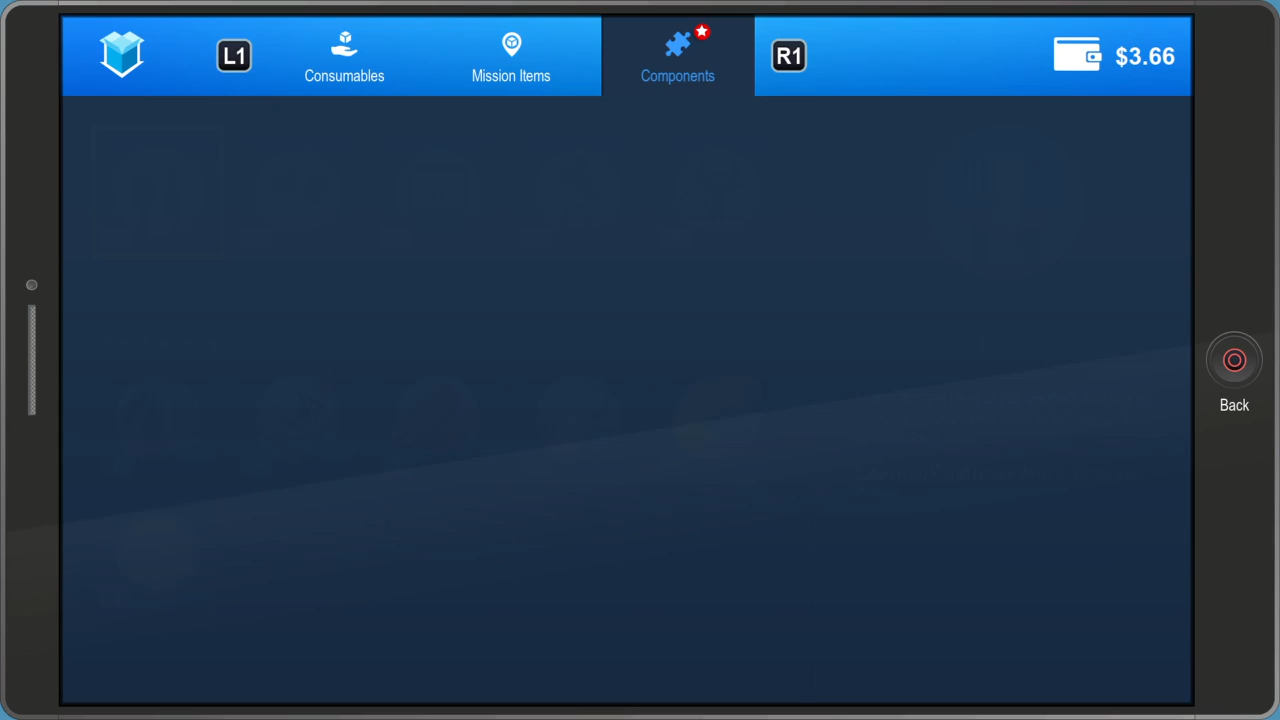 L1
Consumables
Mission Items
Components
R1
$3.66
Back